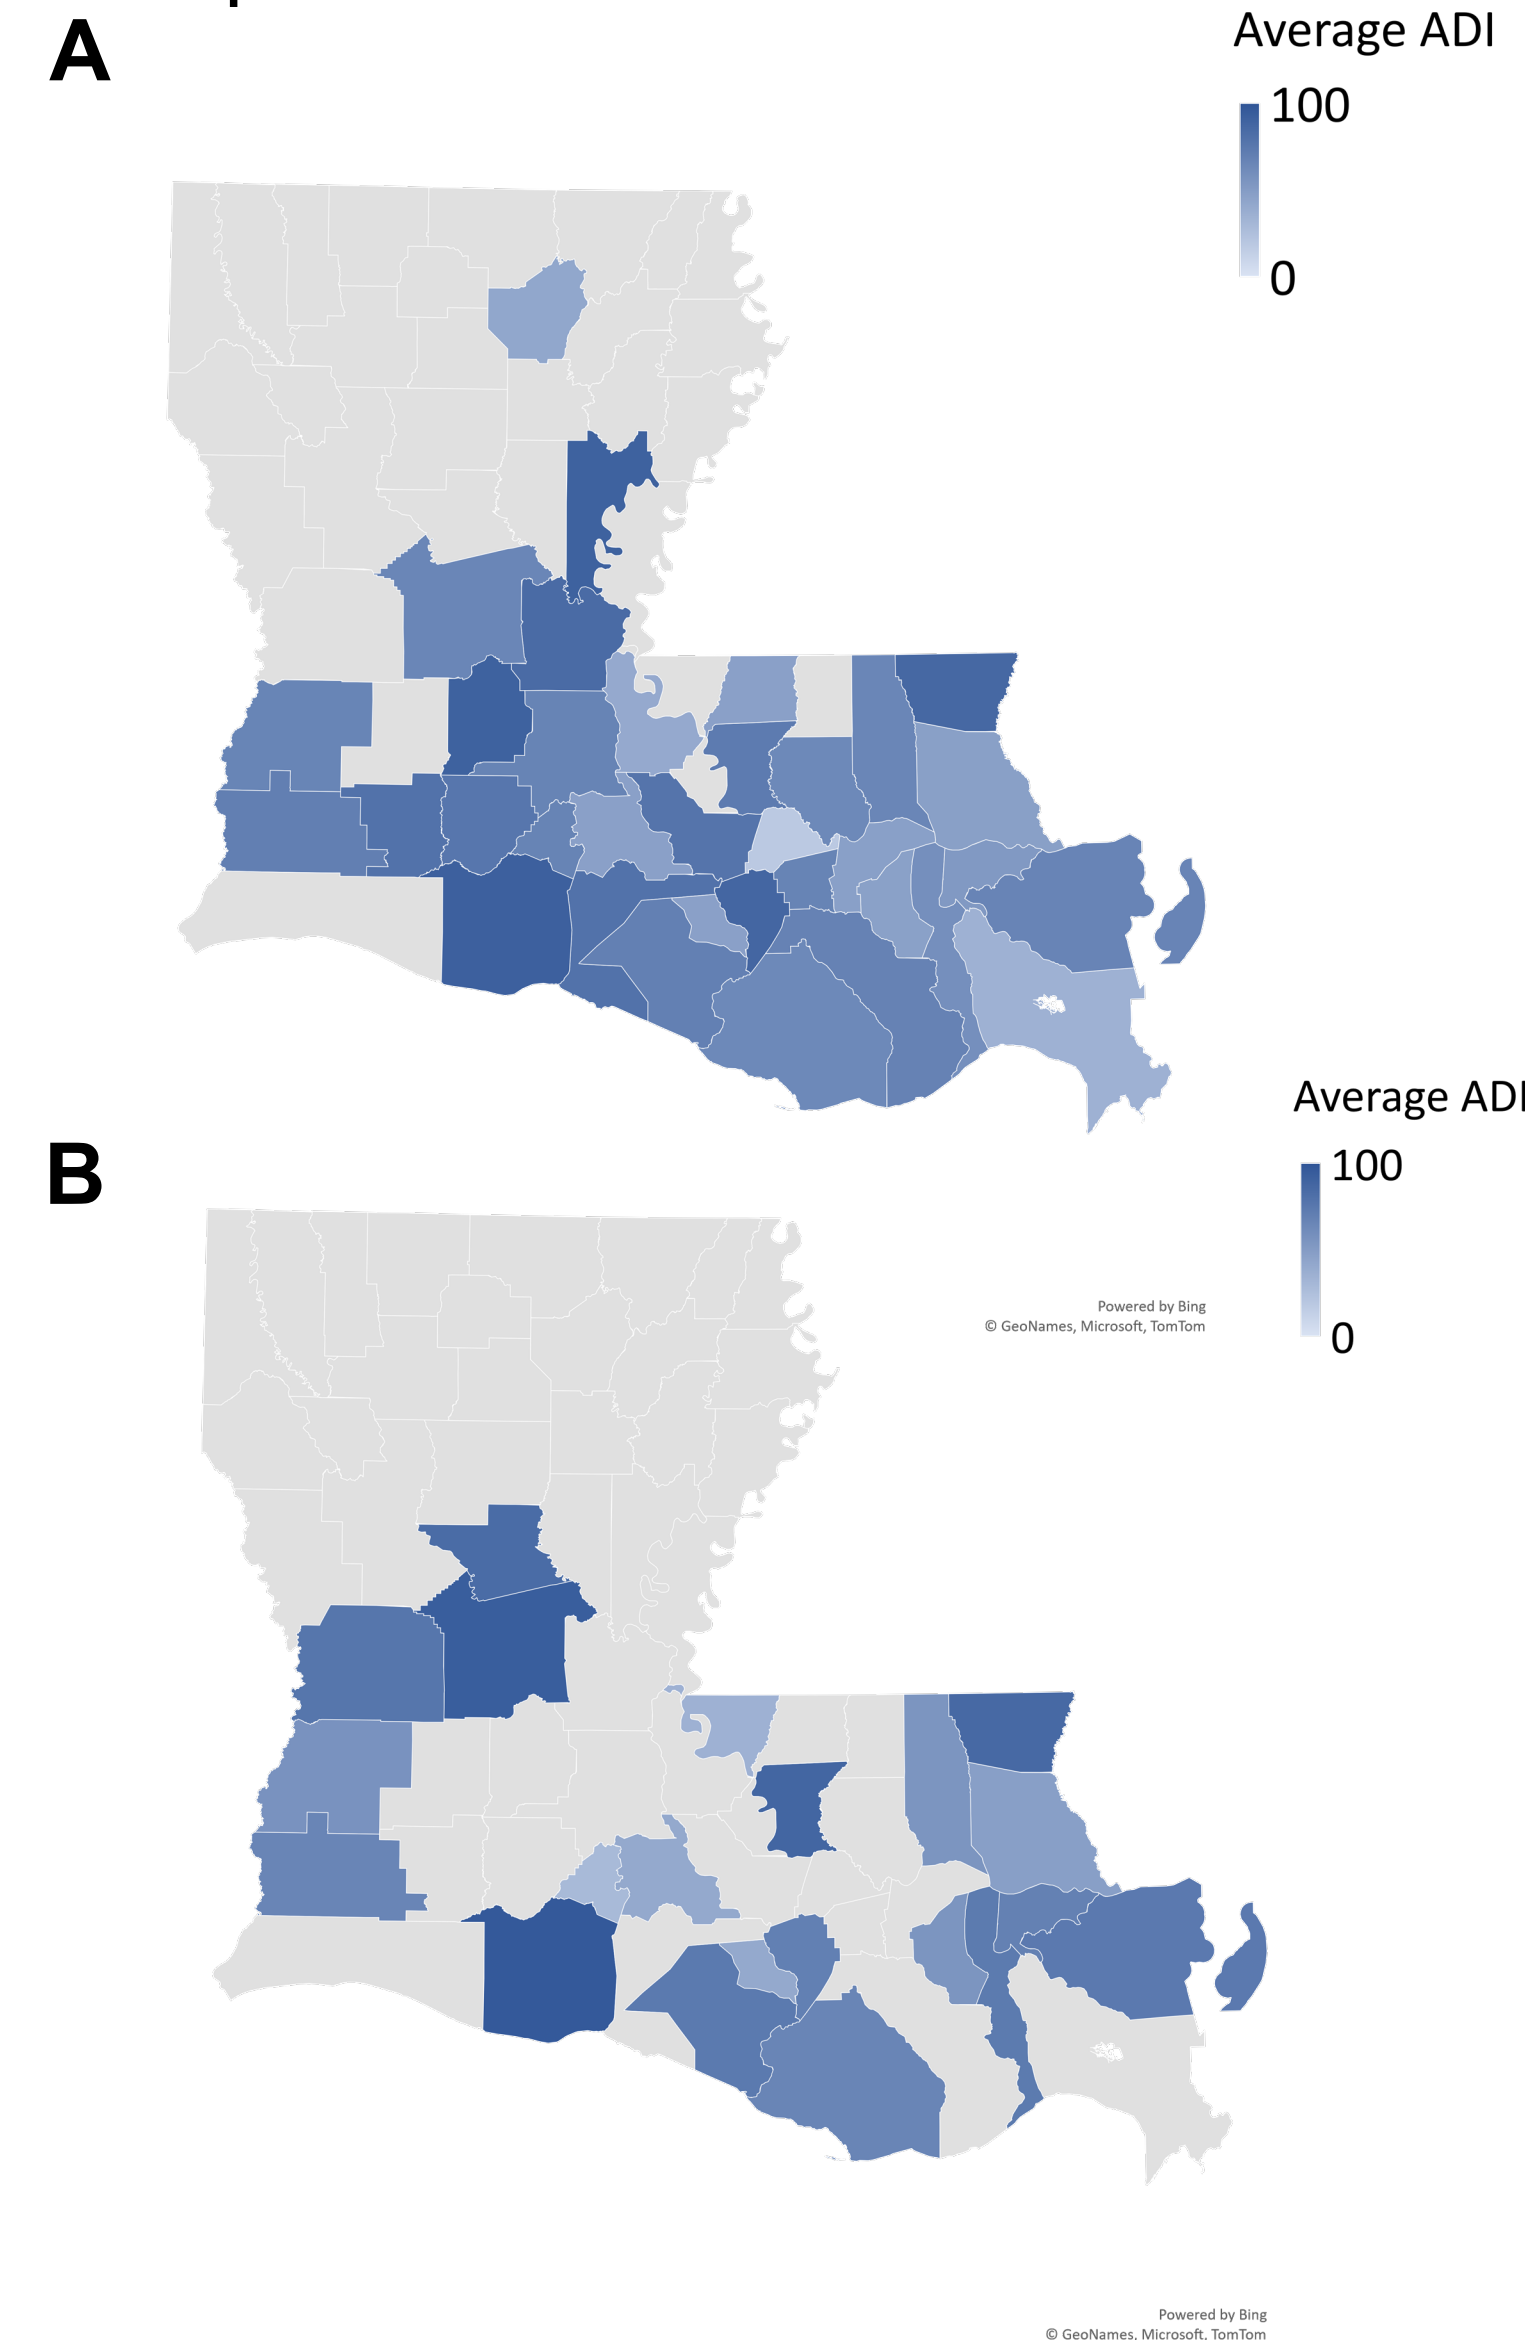 A
Average ADI
100
0
Average ADI
B
100
0
Powered by Bing
© GeoNames, Microsoft, TomTom
Powered by Bing
© GeoNames, Microsoft, TomTom